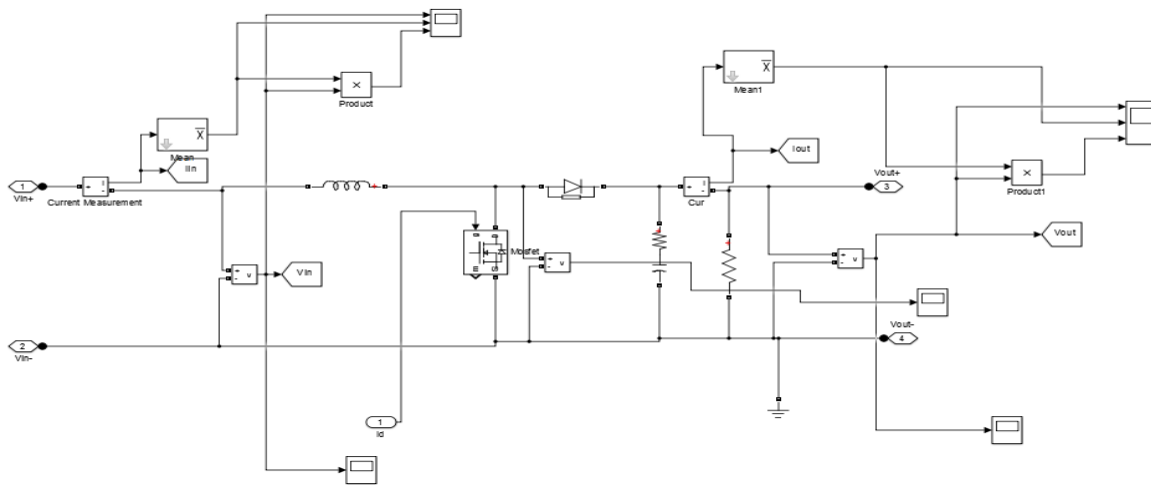 Product
X̅
Mean
Iin
1
Vin+
Current Measurement
Vin
2
Vin-
1
Id
Mosfet
X̅
Mean1
Iout
Vout+
3
Cur
Product1
Vout
Vout-
4